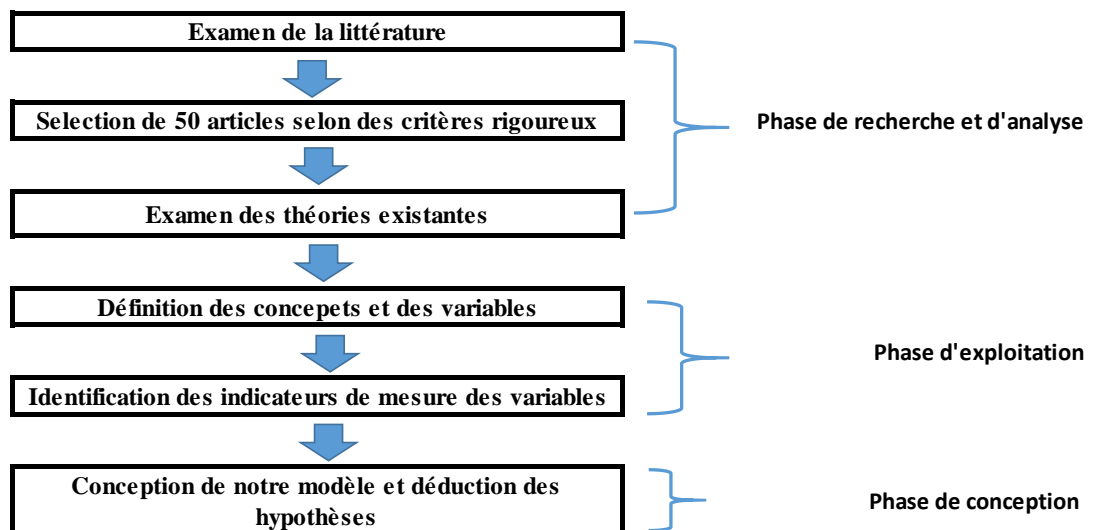 Examen de la littérature
Selection de 50 articles selon des critères rigoureux
Phase de recherche et d'analyse
Examen des théories existantes
Définition des concepets et des variables
Phase d'exploitation
Identification des indicateurs de mesure des variables
Conception de notre modèle et déduction des
hypothèses
Phase de conception